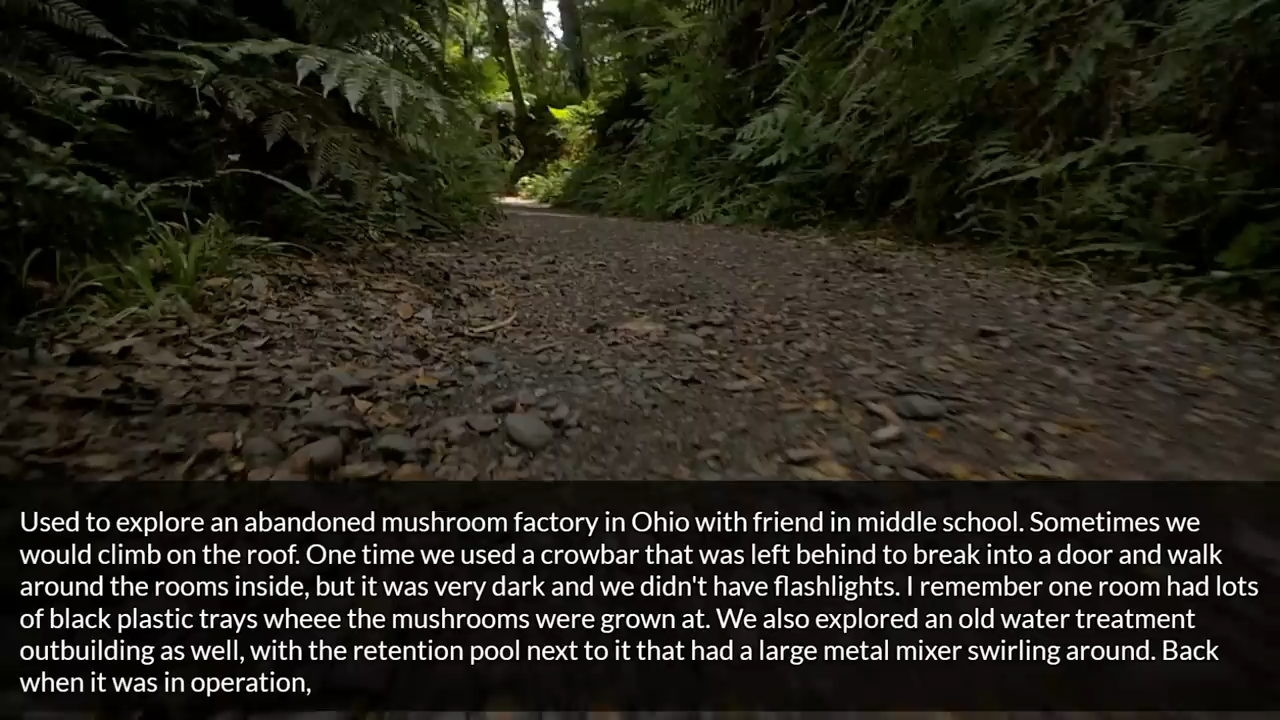 Used to explore an abandoned mushroom factory in Ohio with friend in middle school. Sometimes we
would climb on the roof. One time we used a crowbar that was left behind to break into a door and walk
around the rooms inside, but it was very dark and we didn't have flashlights. I remember one room had lots
of black plastic trays wheee the mushrooms were grown at. We also explored an old water treatment
outbuilding as well, with the retention pool next to it that had a large metal mixer swirling around. Back
when it was in operation,